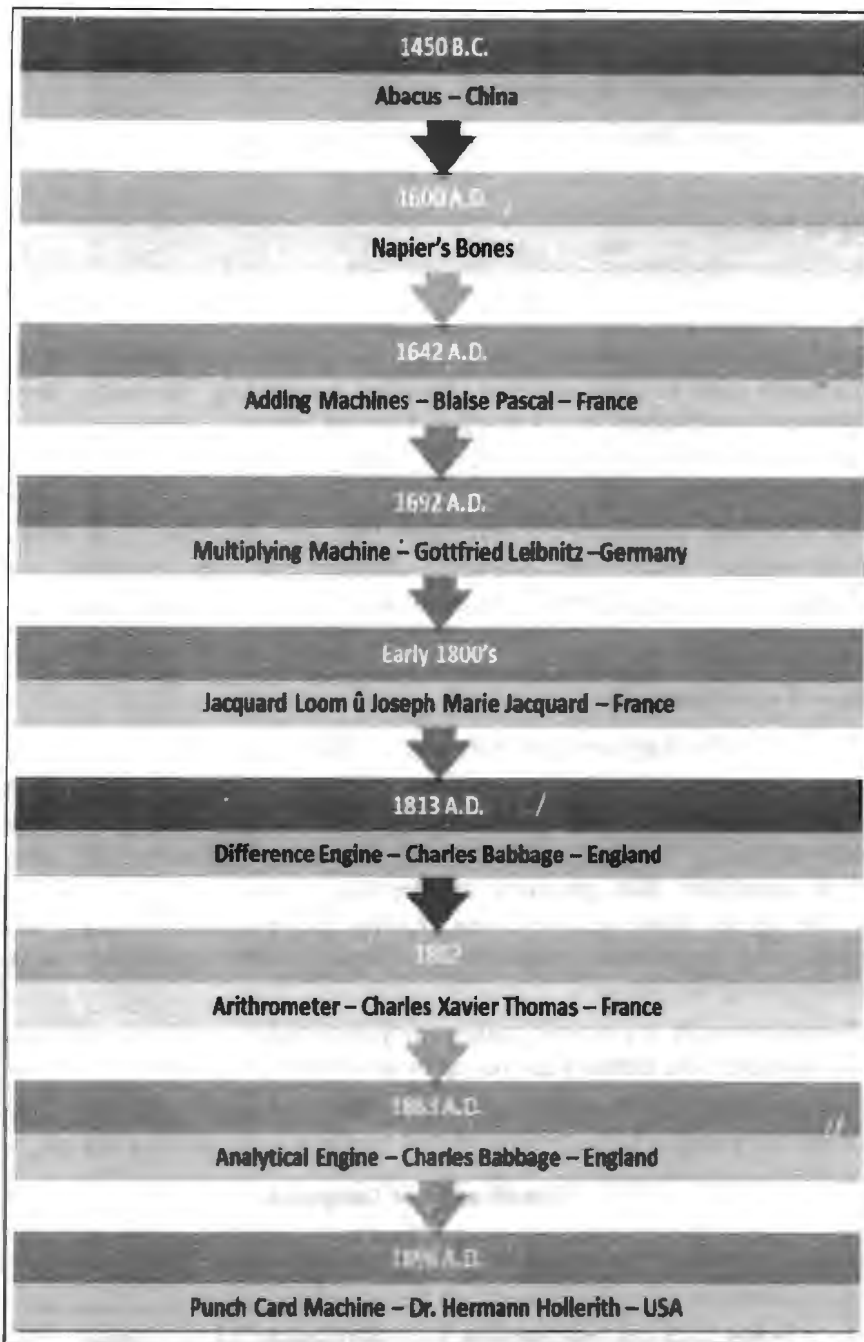 1450 B.C.
Abacus – China
1600 A.D.
Napier's Bones
1642 A.D.
Adding Machines – Blaise Pascal – France
1692 A.D.
Multiplying Machine – Gottfried Leibnitz –Germany
Early 1800's
Jacquard Loom û Joseph Marie Jacquard – France
1813 A.D.
Difference Engine – Charles Babbage – England
Arithrometer – Charles Xavier Thomas – France
A.D.
Analytical Engine – Charles Babbage – England
A.D.
Punch Card Machine – Dr. Hermann Hollerith – USA